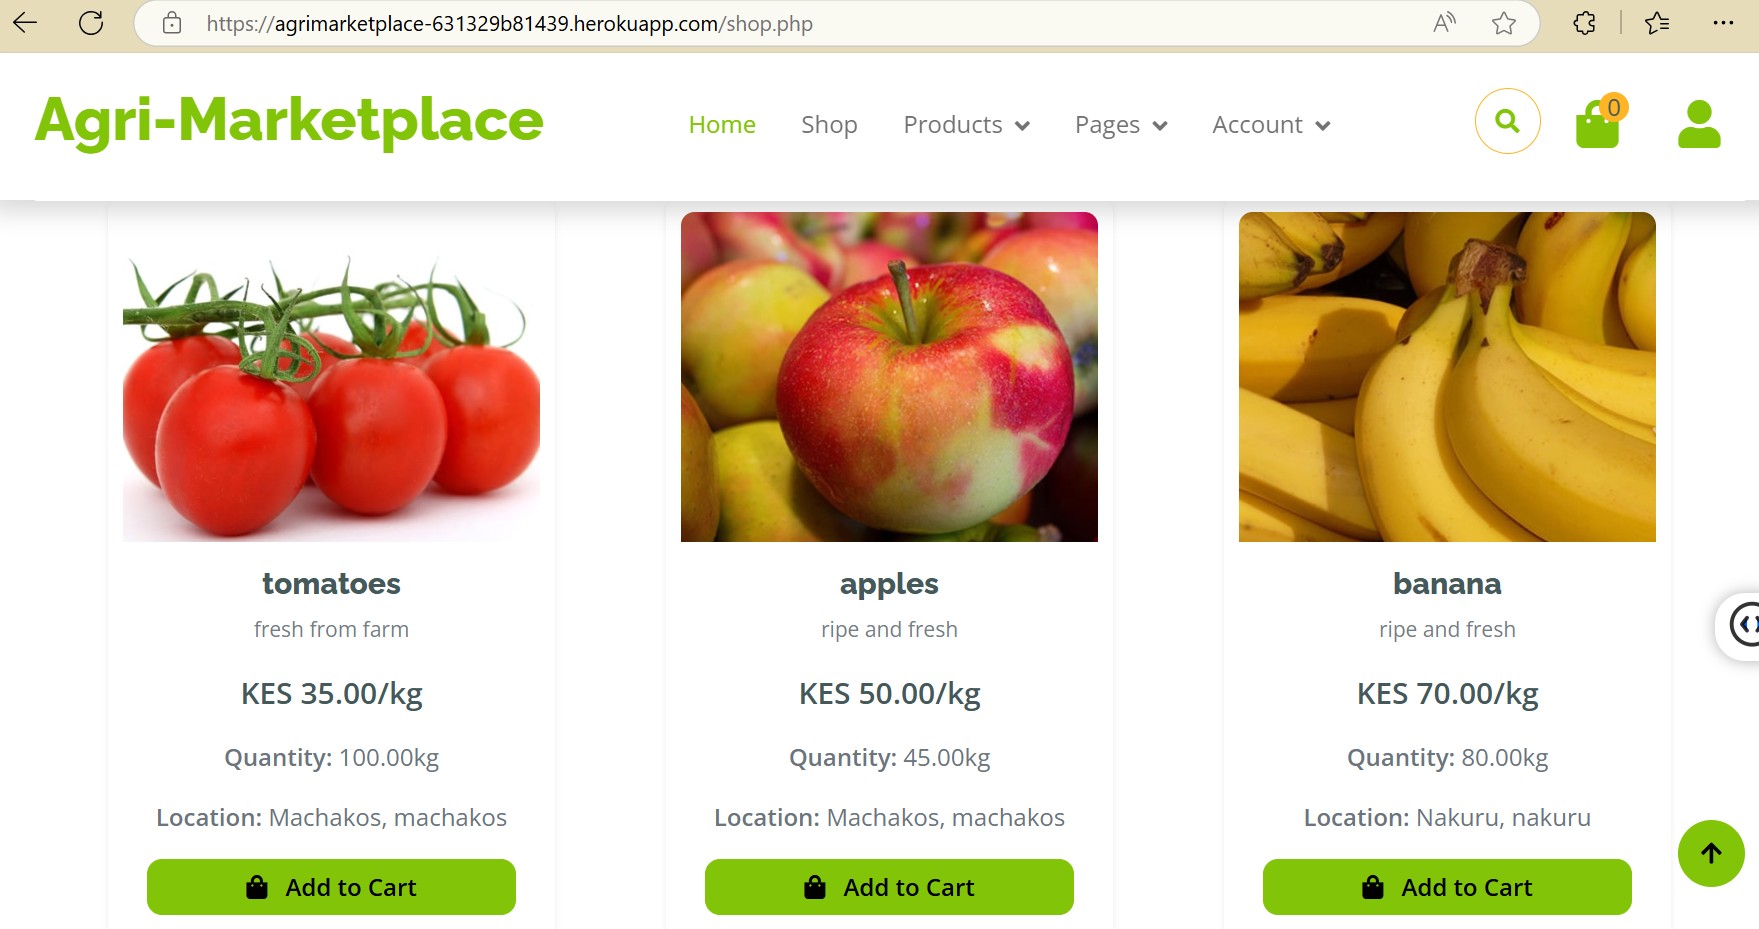 https://agrimarketplace-631329b81439.herokuapp.com/shop.php
Agri-Marketplace
Home Shop Products Pages Account
0
tomatoes
fresh from farm
KES 35.00/kg
Quantity: 100.00kg
Location: Machakos, machakos
Add to Cart
apples
ripe and fresh
KES 50.00/kg
Quantity: 45.00kg
Location: Machakos, machakos
Add to Cart
banana
ripe and fresh
KES 70.00/kg
Quantity: 80.00kg
Location: Nakuru, nakuru
Add to Cart